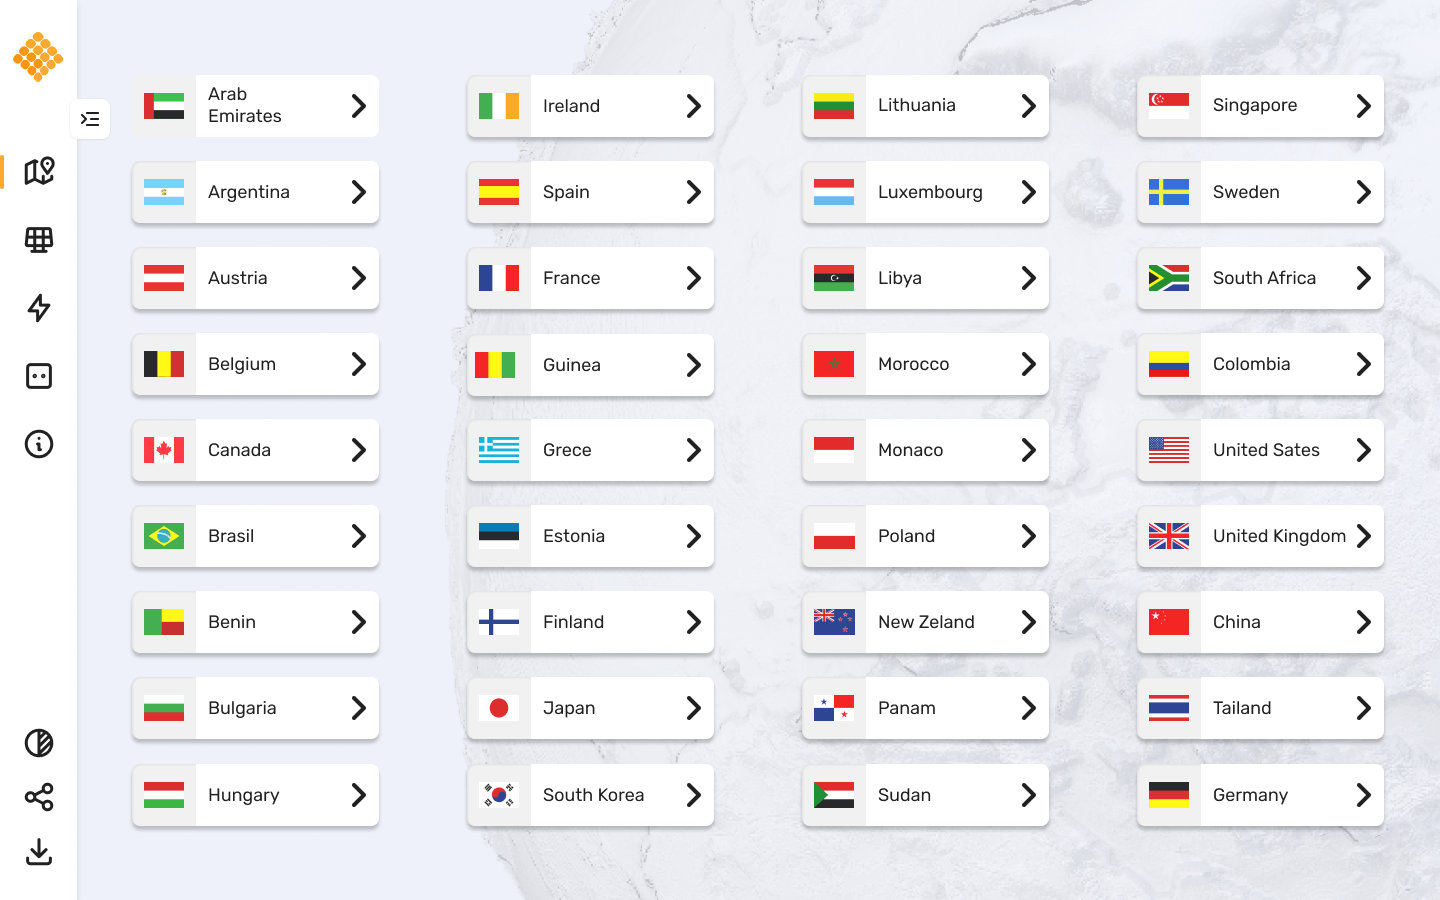 Arab
Emirates
Ireland
Lithuania
Singapore
Argentina
Spain
Luxembourg
Sweden
Austria
France
Libya
South Africa
Belgium
Guinea
Morocco
Colombia
Canada
Grece
Monaco
United Sates
Brasil
Estonia
Poland
United Kingdom
Benin
Finland
New Zeland
China
Bulgaria
Japan
Panam
Tailand
Hungary
South Korea
Sudan
Germany